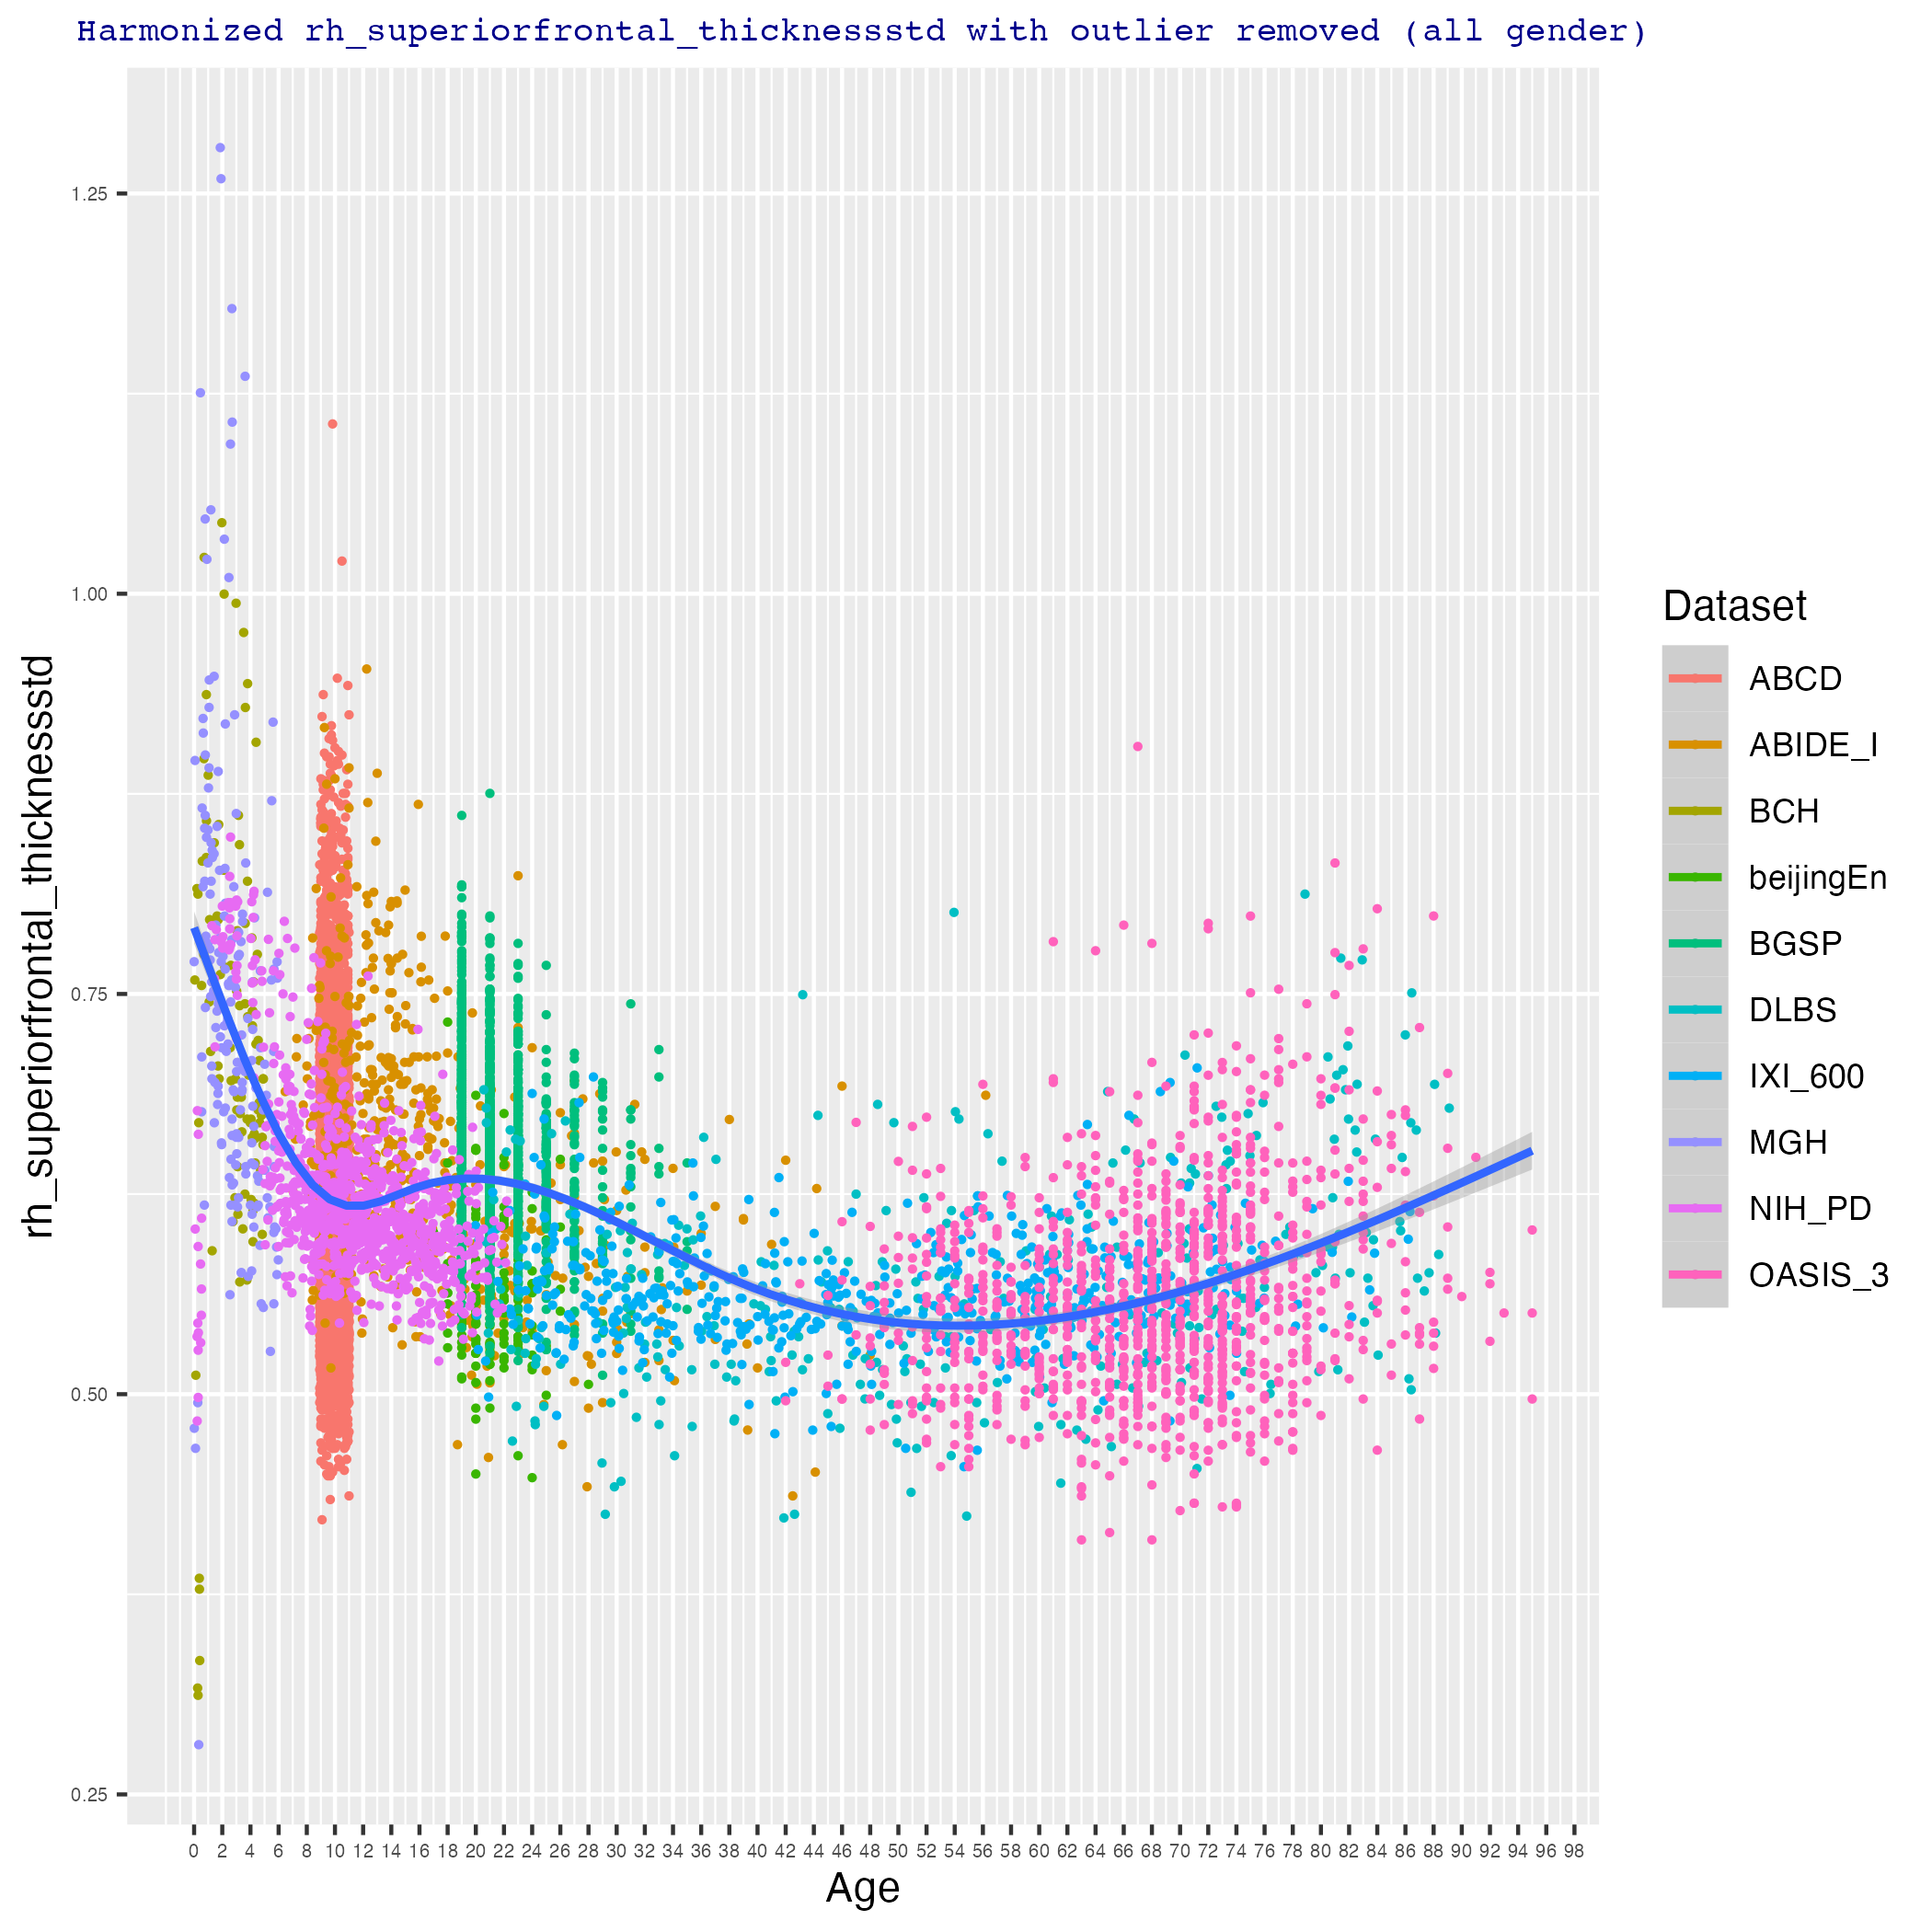 Harmonized rh_superiorfrontal_thicknessstd with outlier removed (all gender)
rh_superiorfrontal_thicknessstd
1.25
1.00
0.75
0.50
0.25
0 2 4 6 8 10 12 14 16 18 20 22 24 26 28 30 32 34 36 38 40 42 44 46 48 50 52 54 56 58 60 62 64 66 68 70 72 74 76 78 80 82 84 86 88 90 92 94 96 98
Age
Dataset
ABCD
ABIDE_I
BCH
beijingEn
BGSP
DLBS
IXI_600
MGH
NIH_PD
OASIS_3